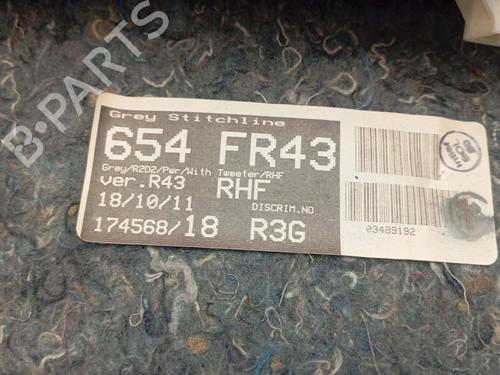 B-PARTS
Grey Stitchline
654 FR43
Grey/R2D2/Pwr/With Tweeter/RHF
ver.R43 RHF
18/10/11 DISCRIM.NO
174568/18 R3G
03489192